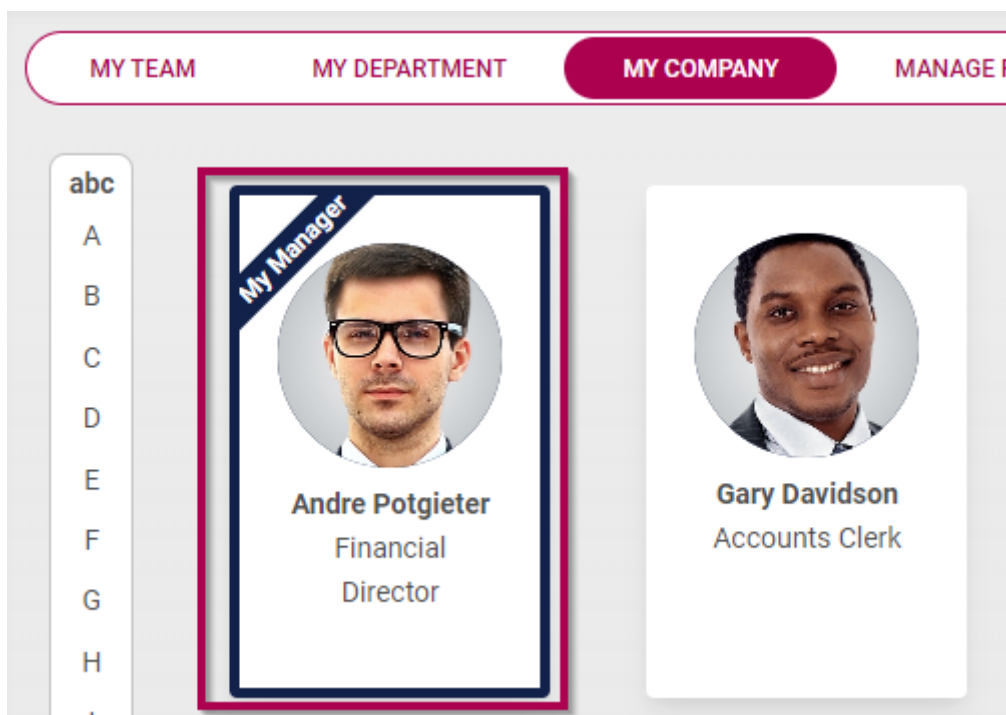 MY TEAM MY DEPARTMENT MY COMPANY MANAGE
abc
A
B
C
D
E
F
G
H
My Manager
Andre Potgieter
Financial
Director
Gary Davidson
Accounts Clerk